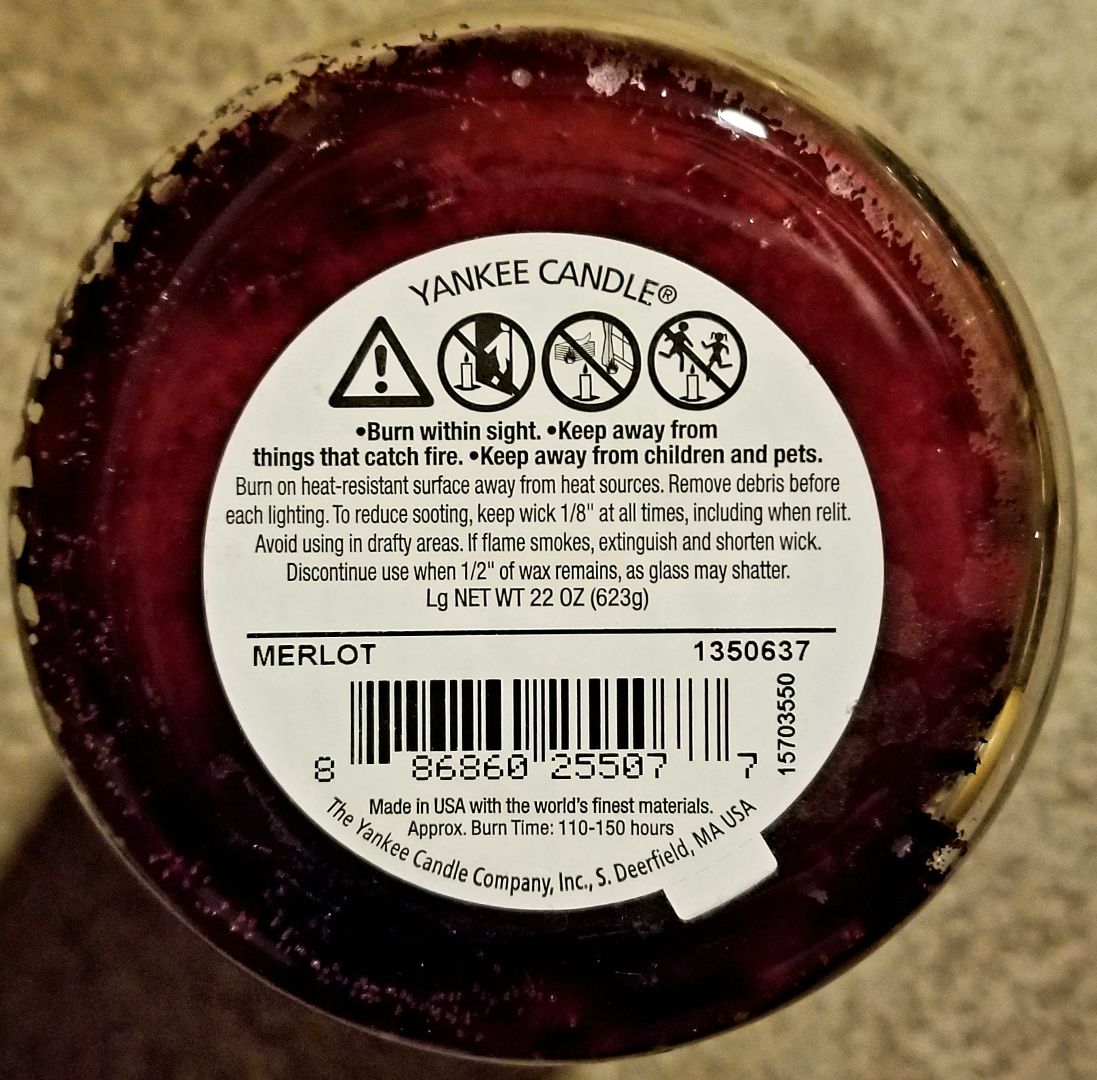 YANKEE CANDLE®
•Burn within sight. •Keep away from
things that catch fire. •Keep away from children and pets.
Burn on heat-resistant surface away from heat sources. Remove debris before
each lighting. To reduce sooting, keep wick 1/8" at all times, including when relit.
Avoid using in drafty areas. If flame smokes, extinguish and shorten wick.
Discontinue use when 1/2" of wax remains, as glass may shatter.
Lg NET WT 22 OZ (623g)
MERLOT 1350637
15703550
8 86860 25507 7
Made in USA with the world's finest materials.
Approx. Burn Time: 110-150 hours
The Yankee Candle Company, Inc., S. Deerfield, MA USA